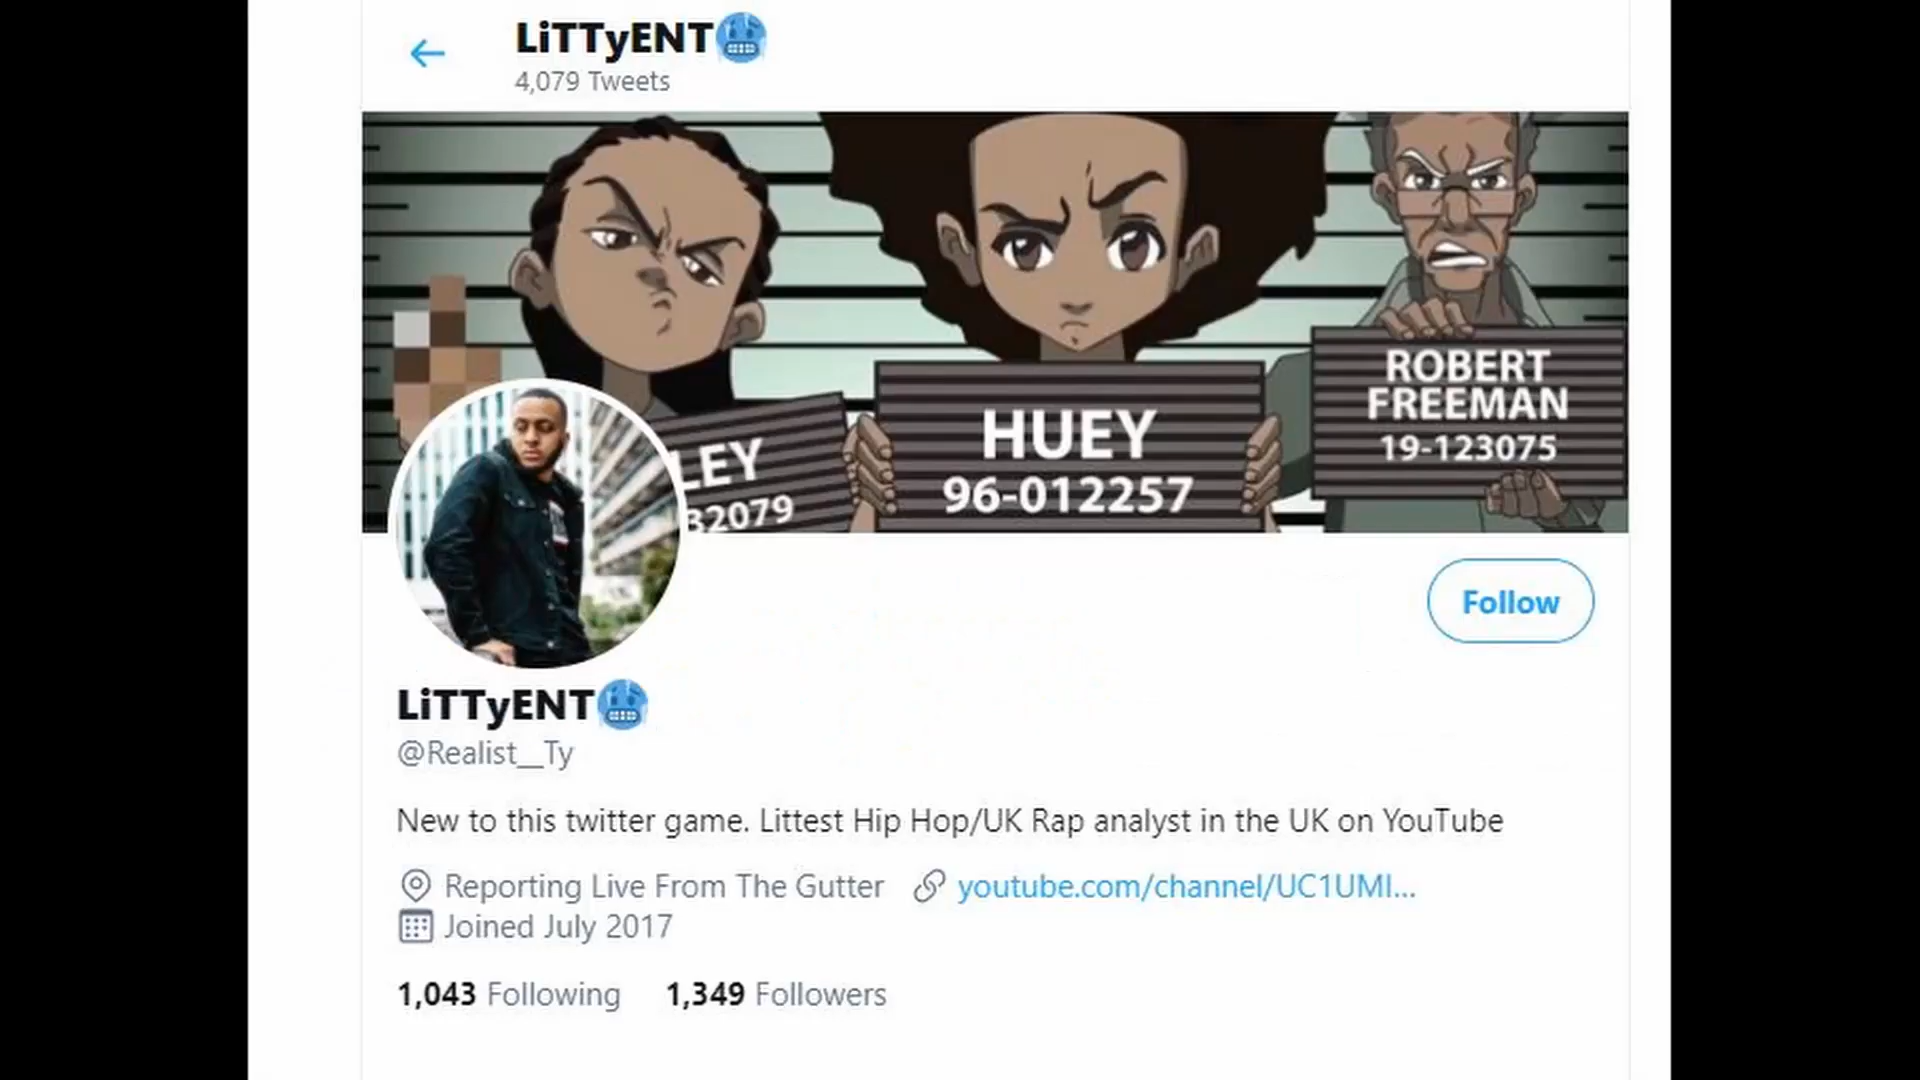 LiTTyENT🥶
4,079 Tweets
LEY
32079
HUEY
96-012257
ROBERT
FREEMAN
19-123075
Follow
LiTTyENT🥶
@Realist__Ty
New to this twitter game. Littest Hip Hop/UK Rap analyst in the UK on YouTube
Reporting Live From The Gutter youtube.com/channel/UC1UMI...
Joined July 2017
1,043 Following 1,349 Followers